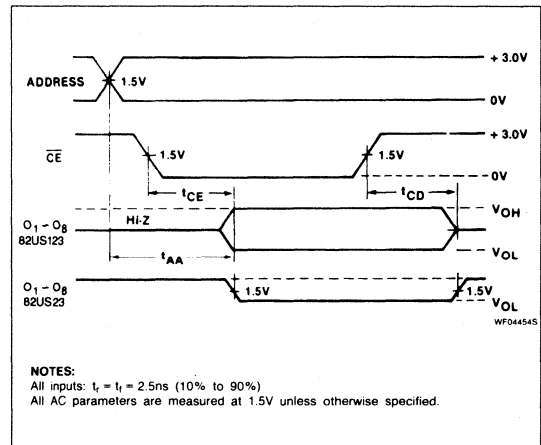 + 3.0V
ADDRESS
1.5V
0V
+ 3.0V
CE
1.5V
1.5V
0V
tCE
tCD
VOH
Hi-Z
O1 – O8
82US123
VOL
tAA
O1 – O8
82US23
1.5V
1.5V
VOL
WF04454S
NOTES:
All inputs: tr = tf = 2.5ns (10% to 90%)
All AC parameters are measured at 1.5V unless otherwise specified.